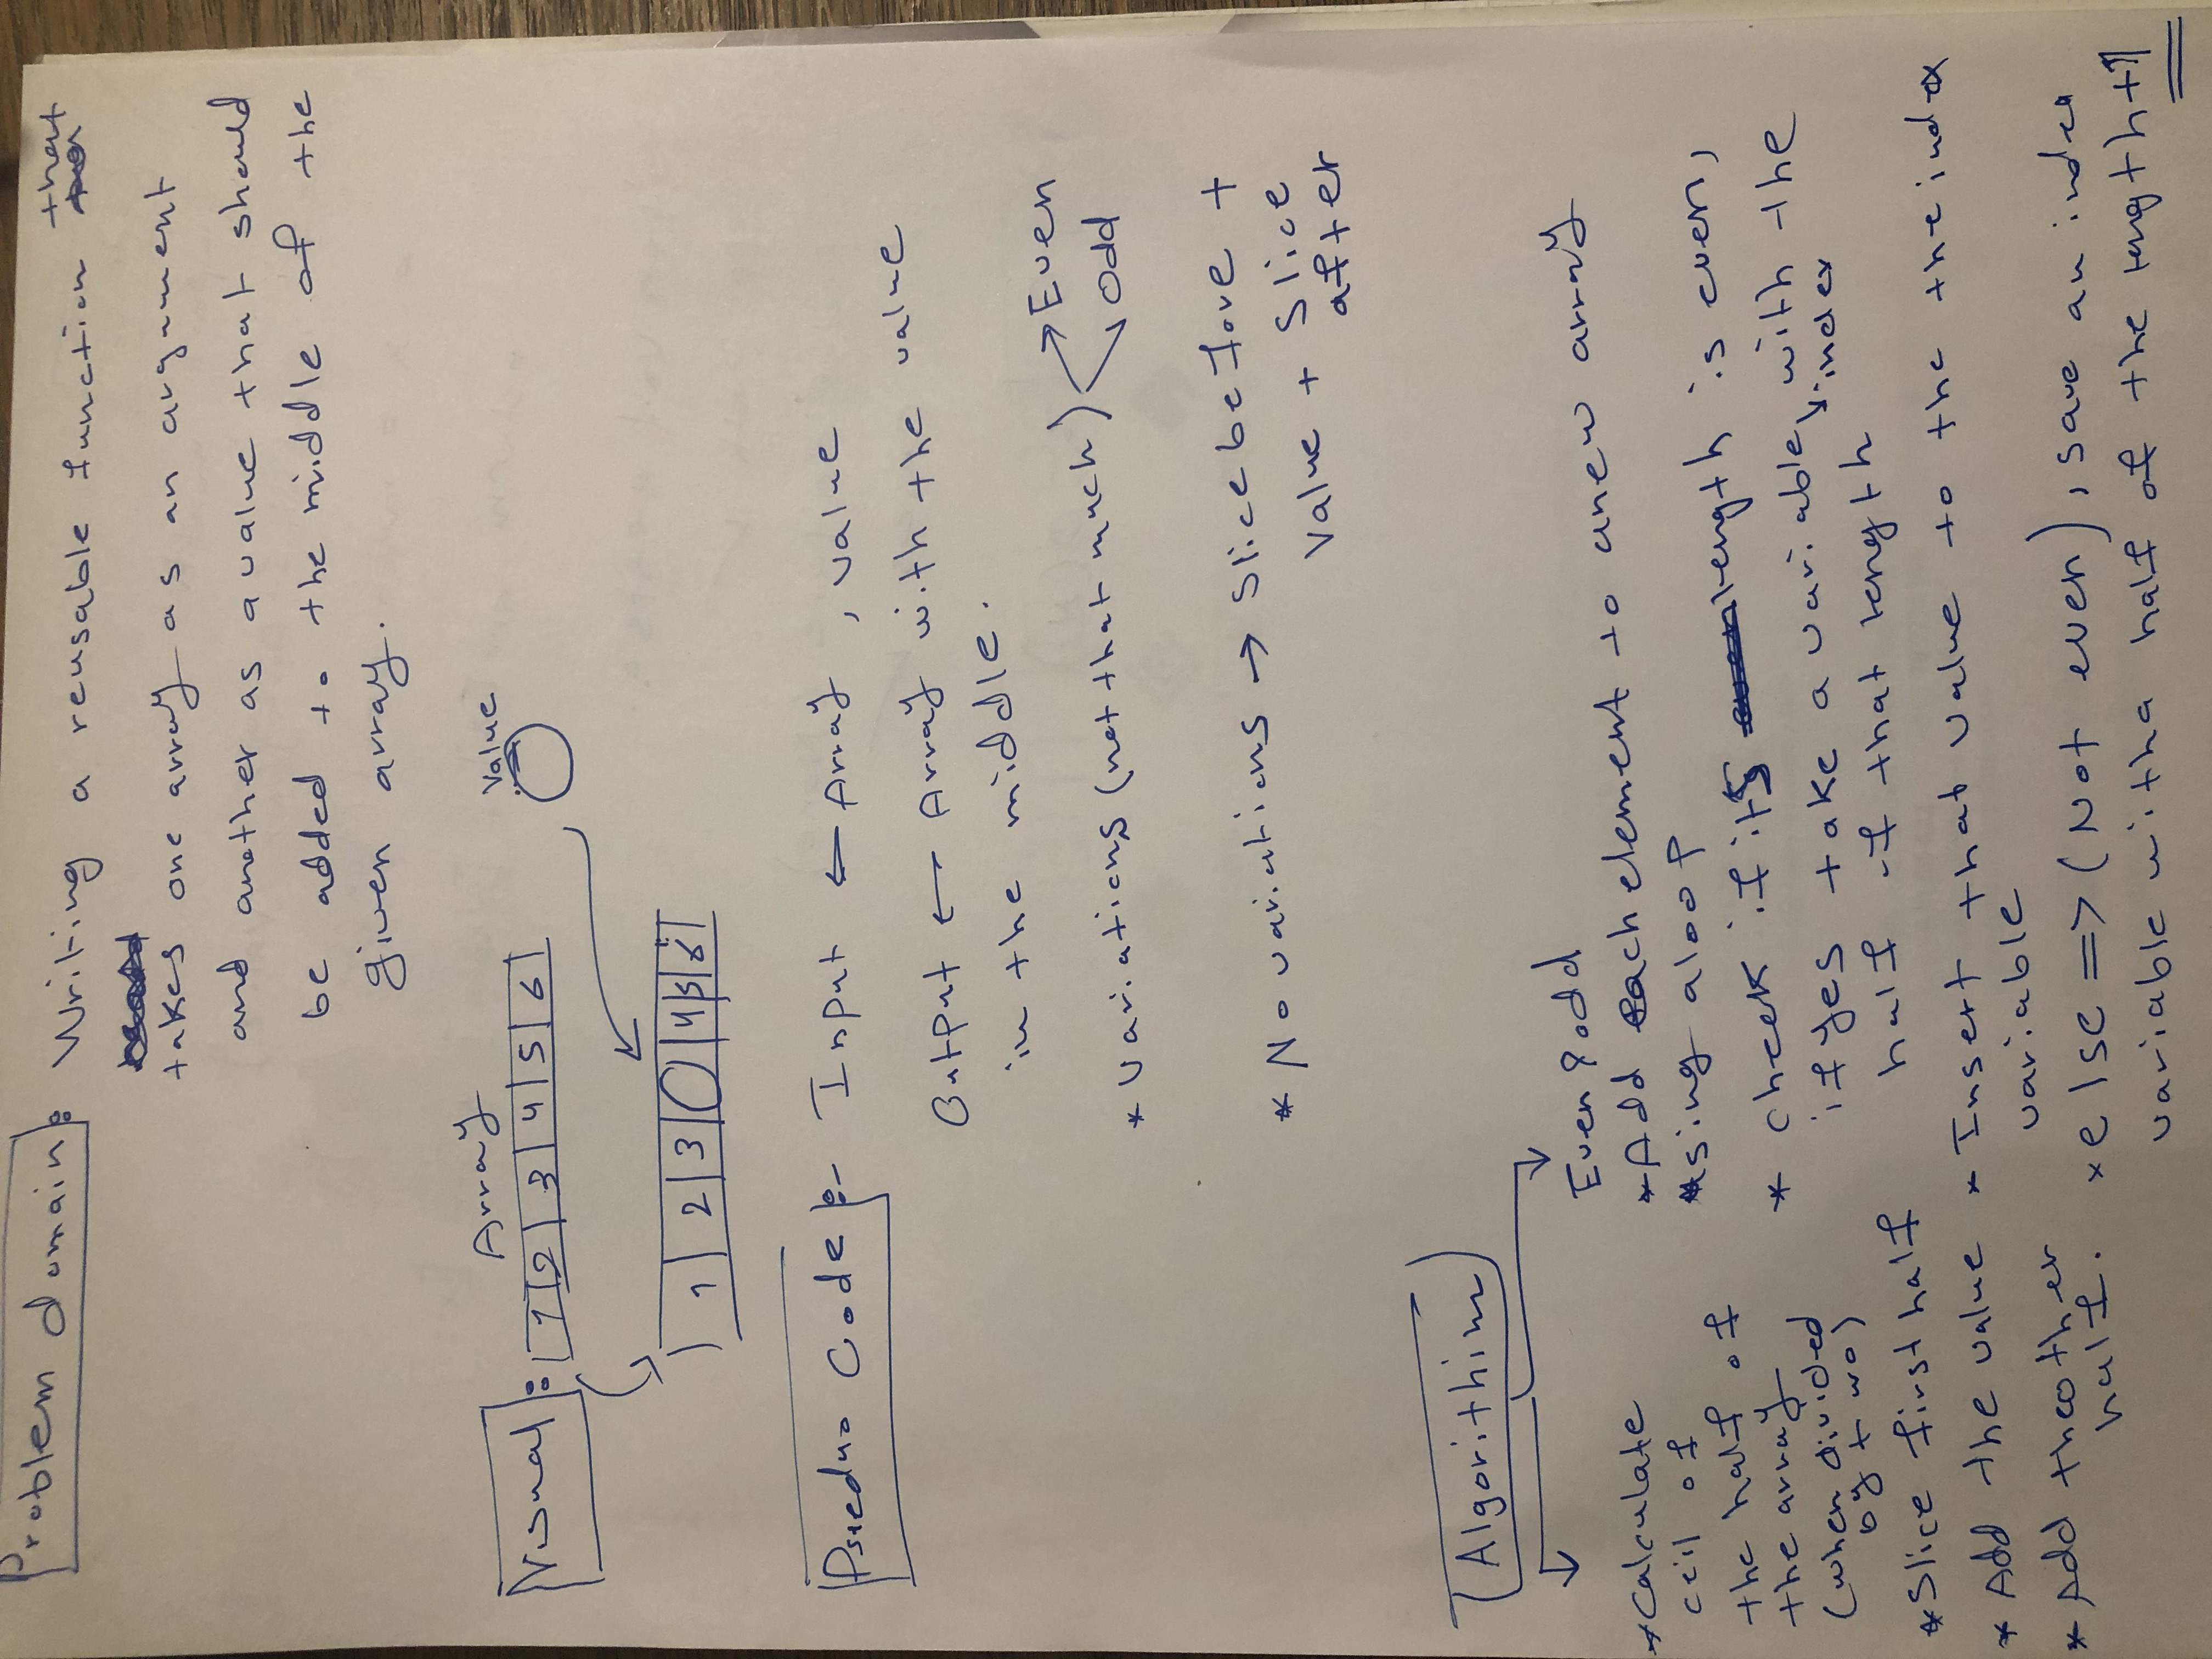 Problem domain: Writing a reusable function that
takes one array as an argument
and another as a value that should
be added to the middle of the
given array.
Array
Value
Visual: 1 2 3 4 5 6
1 2 3 4 5 6
Psieduo Code:- Input ← Array, value
Output ← Array with the value
in the middle.
* Variations (not that much) → Even
→ Odd
* No variations → Slice before +
Value + Slice
after
Algorithim
* Calculate
ceil of
the half of
the array
(when divided
by two)
* Slice first half
* Add the value
* Add the other
half.
Even & odd
* Add each element to a new array
using a loop
* check if its length is even,
if yes take a variable, with the
index
half of that length
* Insert that value to the the index
variable
* else => (Not even), save an index
variable with a half of the length +1